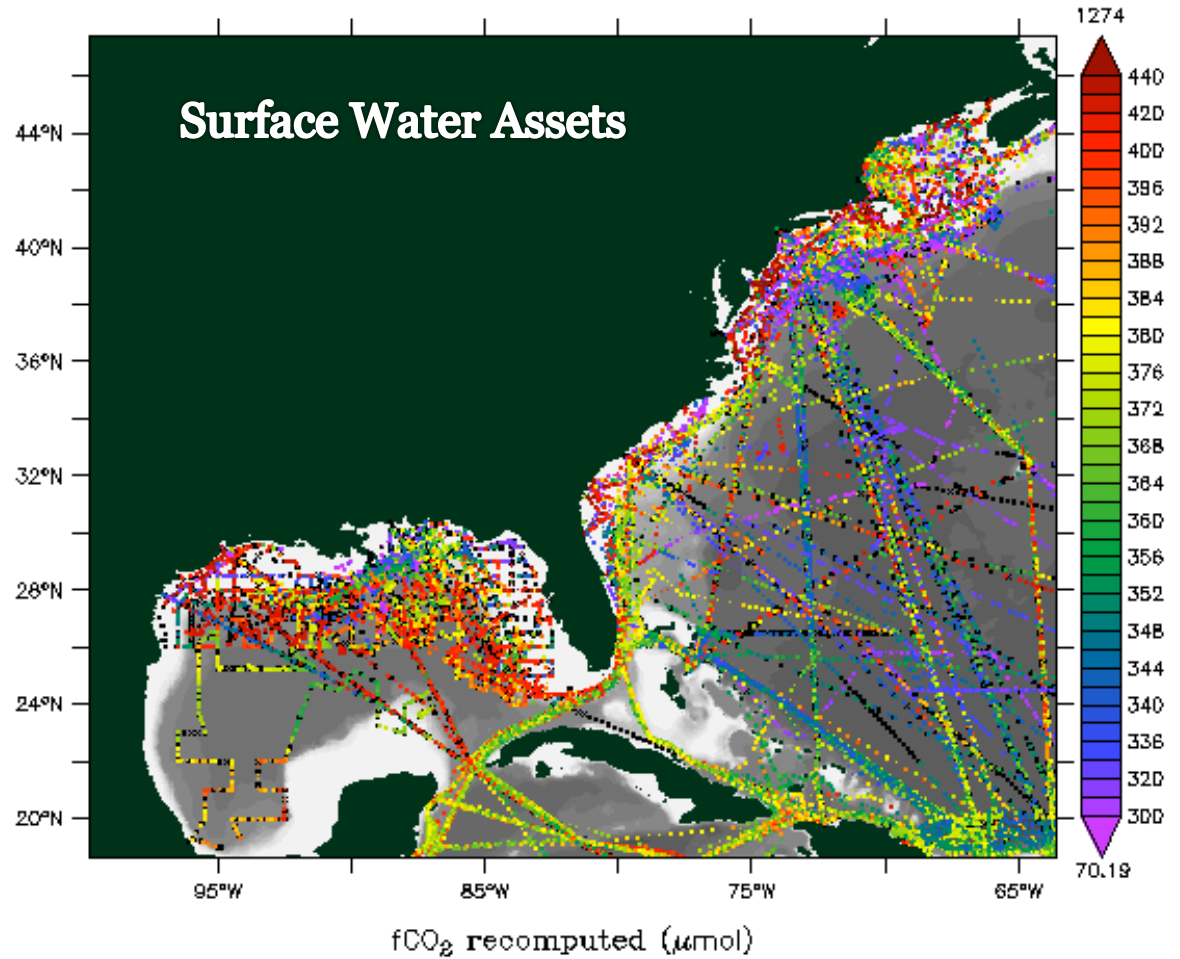 1274
Surface Water Assets
440
420
400
396
392
388
384
380
376
372
368
364
360
356
352
348
344
340
336
320
300
70.19
44°N
40°N
36°N
32°N
28°N
24°N
20°N
95°W 85°W 75°W 65°W
fCO₂ recomputed (μmol)